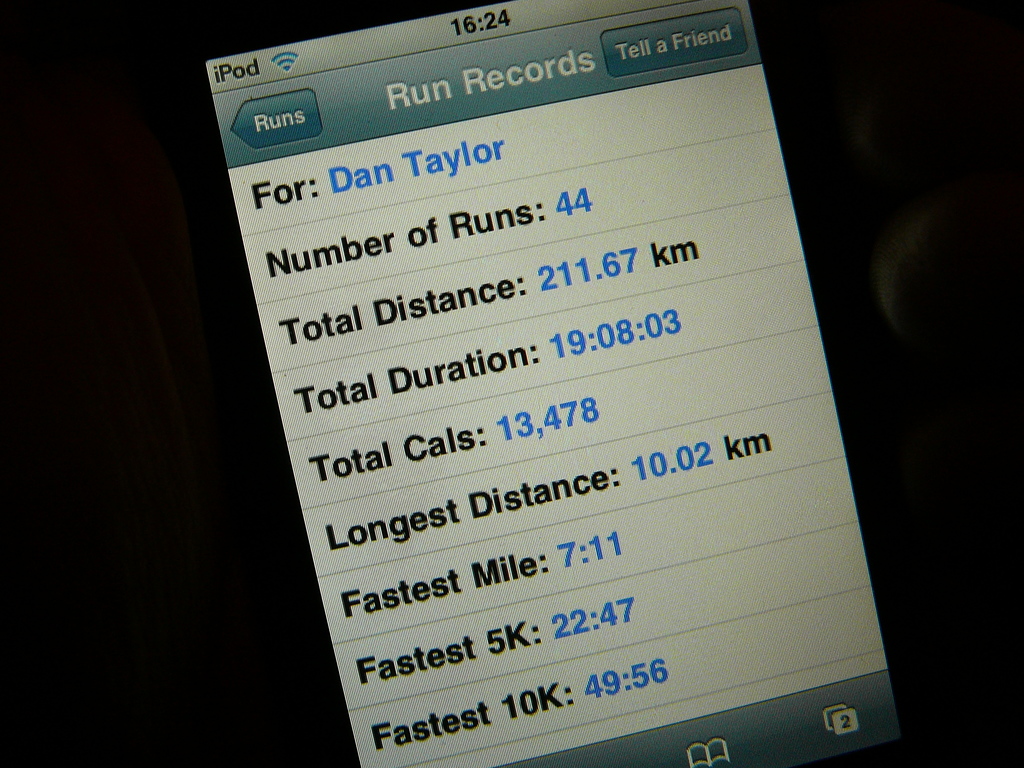 16:24
iPod
Runs
Run Records
Tell a Friend
For: Dan Taylor
Number of Runs: 44
Total Distance: 211.67 km
Total Duration: 19:08:03
Total Cals: 13,478
Longest Distance: 10.02 km
Fastest Mile: 7:11
Fastest 5K: 22:47
Fastest 10K: 49:56
2